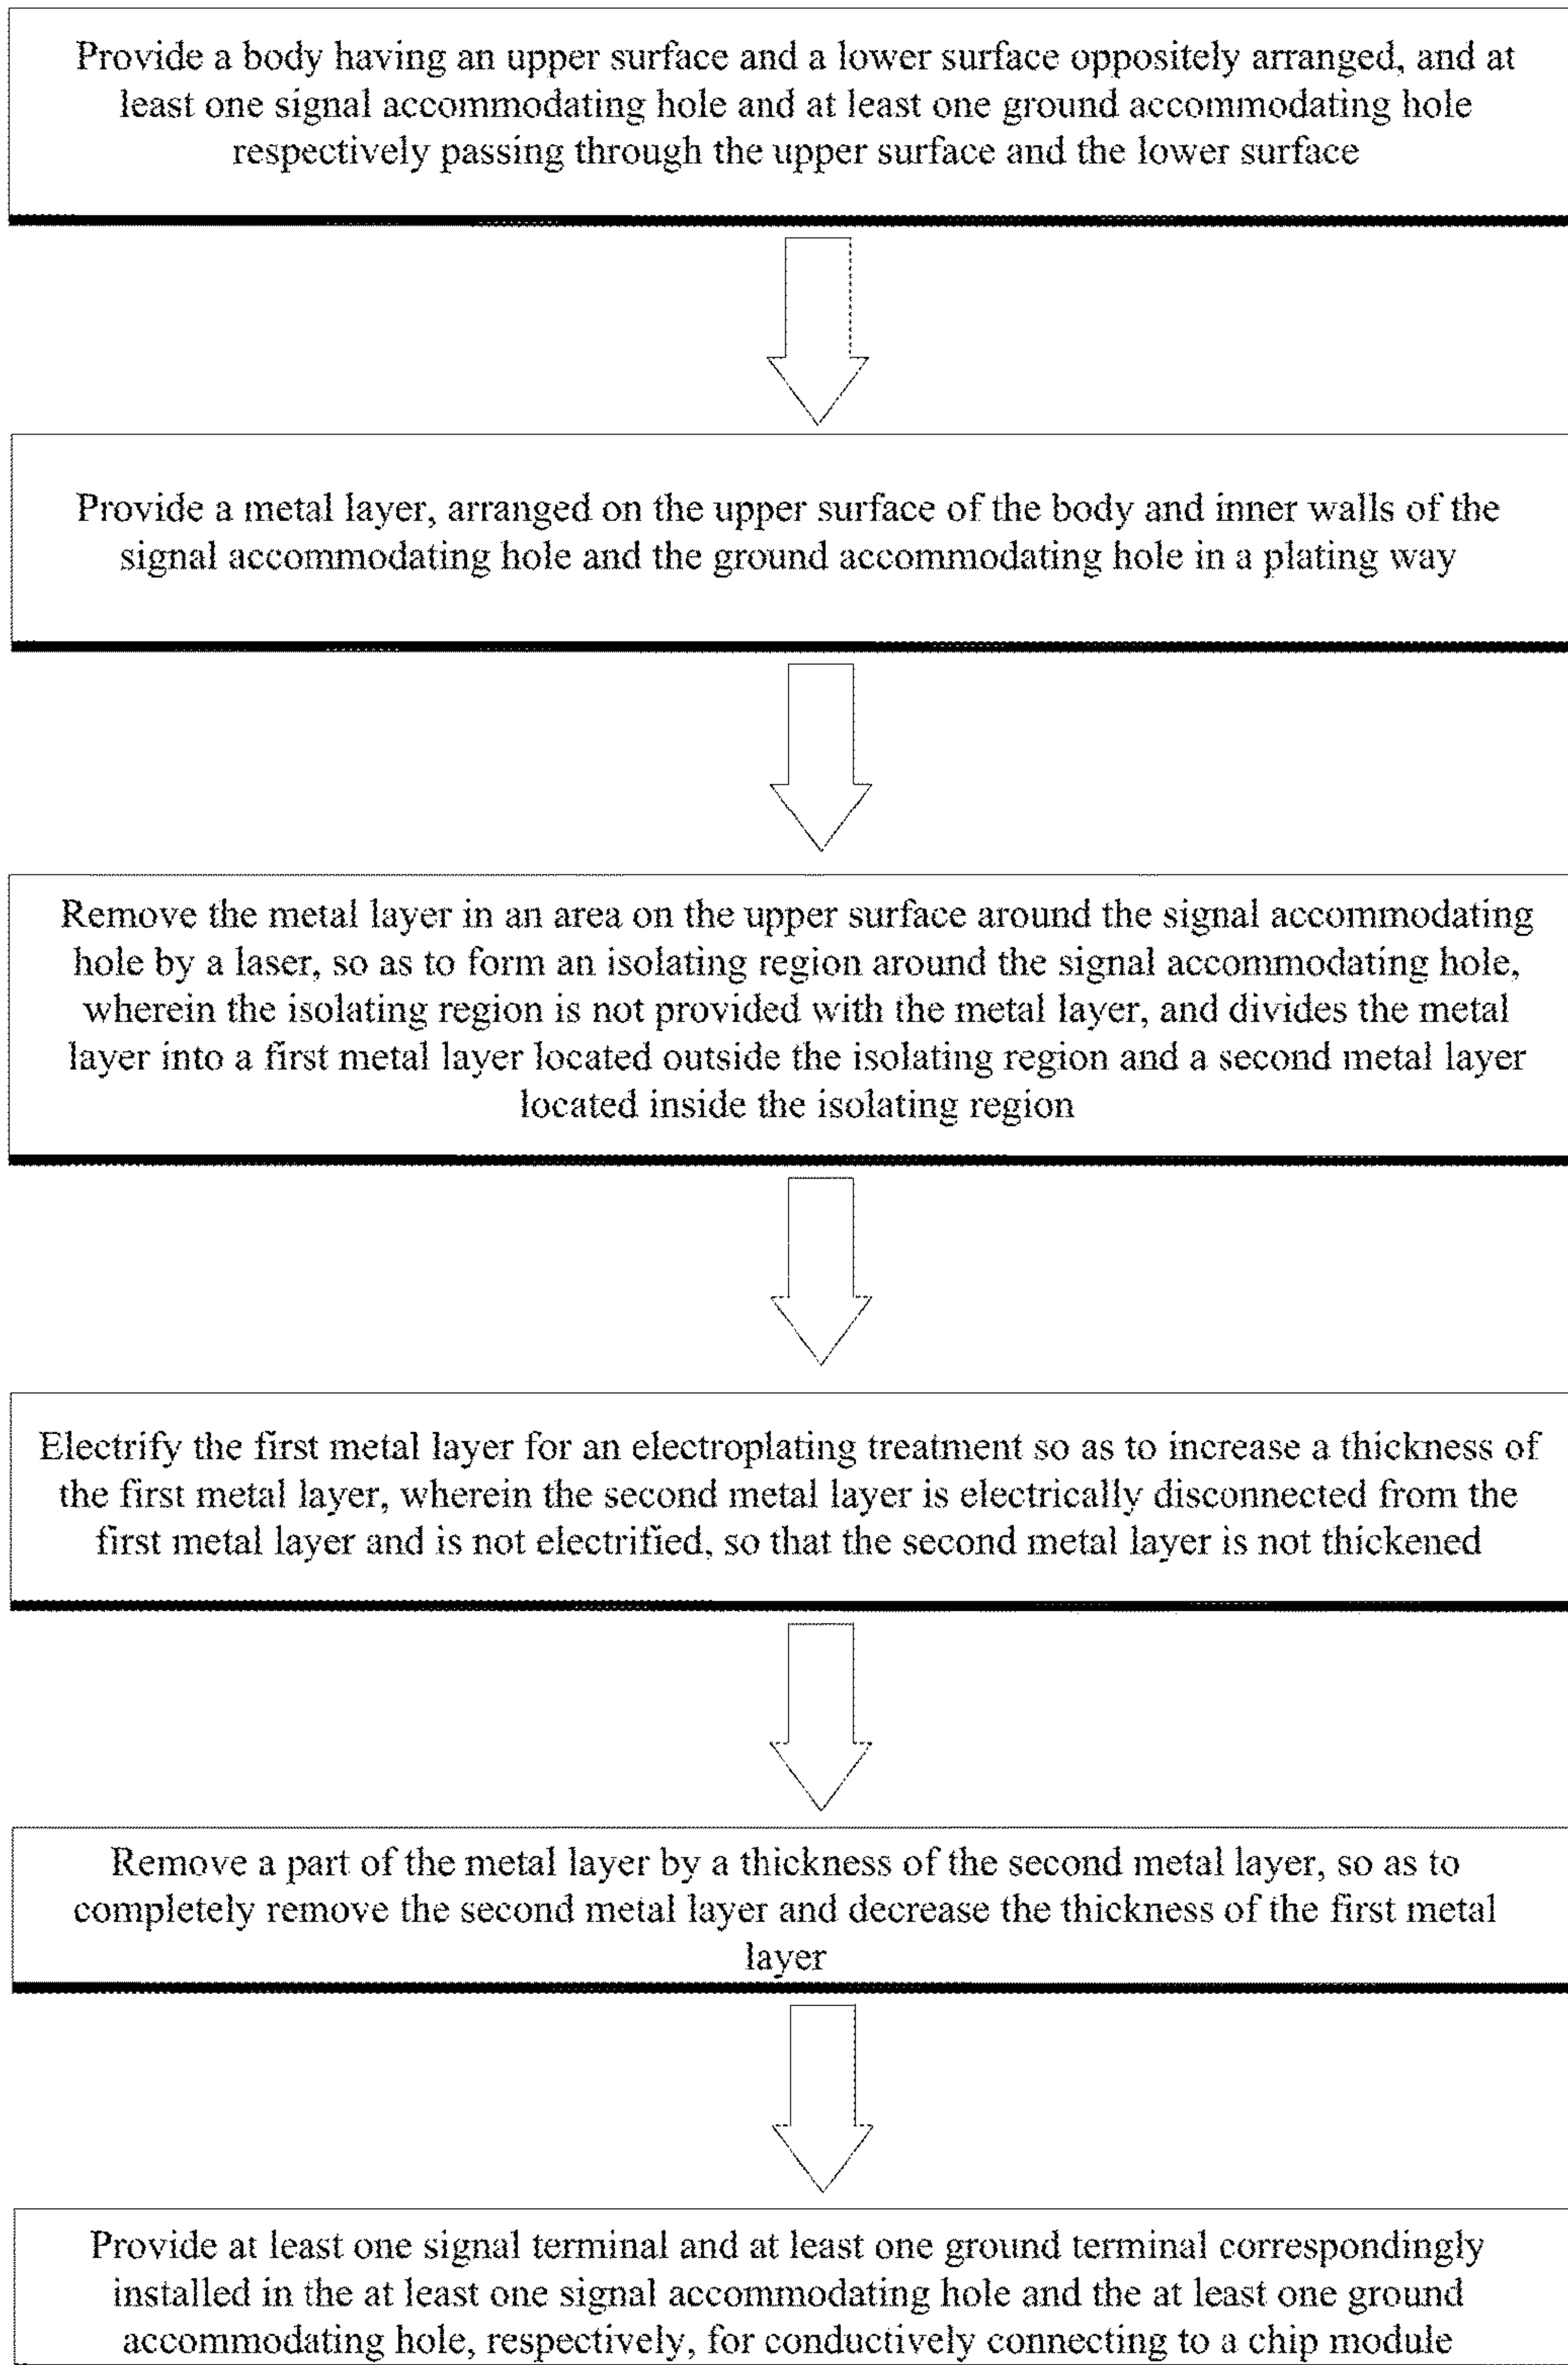 Provide a body having an upper surface and a lower surface oppositely arranged, and at
least one signal accommodating hole and at least one ground accommodating hole
respectively passing through the upper surface and the lower surface
Provide a metal layer, arranged on the upper surface of the body and inner walls of the
signal accommodating hole and the ground accommodating hole in a plating way
Remove the metal layer in an area on the upper surface around the signal accommodating
hole by a laser, so as to form an isolating region around the signal accommodating hole,
wherein the isolating region is not provided with the metal layer, and divides the metal
layer into a first metal layer located outside the isolating region and a second metal layer
located inside the isolating region
Electrify the first metal layer for an electroplating treatment so as to increase a thickness of
the first metal layer, wherein the second metal layer is electrically disconnected from the
first metal layer and is not electrified, so that the second metal layer is not thickened
Remove a part of the metal layer by a thickness of the second metal layer, so as to
completely remove the second metal layer and decrease the thickness of the first metal
layer
Provide at least one signal terminal and at least one ground terminal correspondingly
installed in the at least one signal accommodating hole and the at least one ground
accommodating hole, respectively, for conductively connecting to a chip module